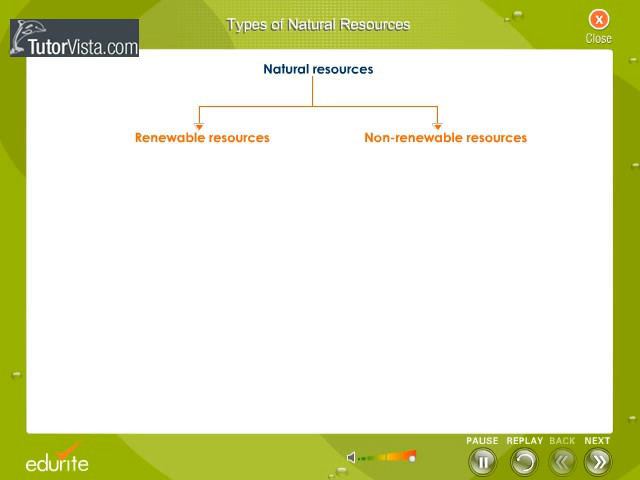 Types of Natural Resources
x
Close
TutorVista.com
Natural resources
Renewable resources
Non-renewable resources
PAUSE REPLAY BACK NEXT
edurite